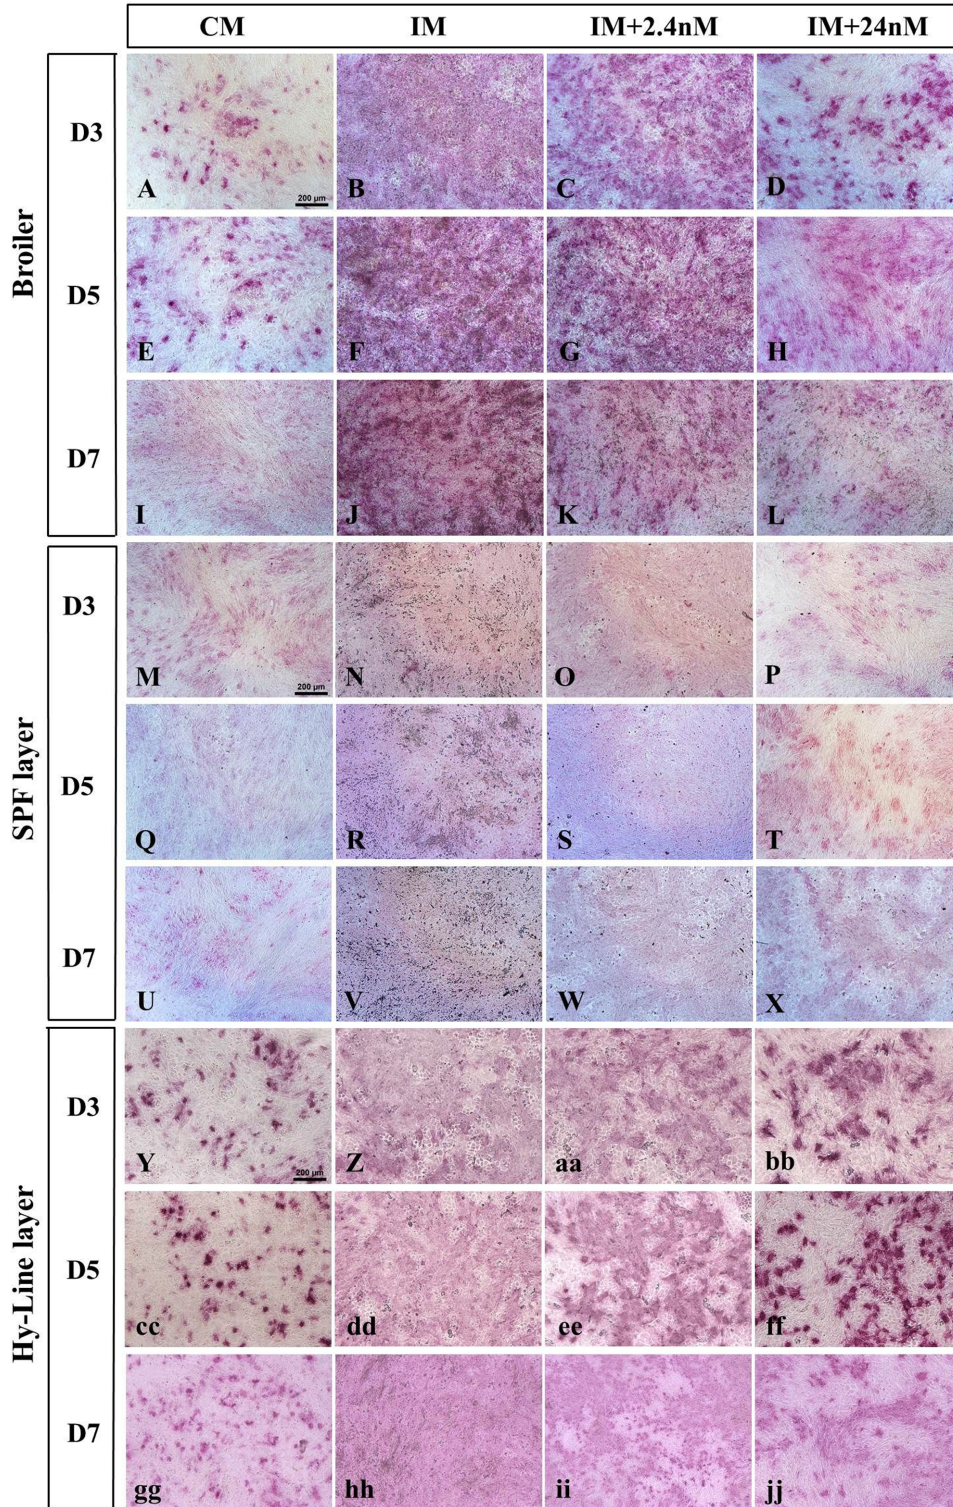 CM IM IM+2.4nM IM+24nM
Broiler
D3
A B C D
200 µm
D5
E F G H
D7
I J K L
SPF layer
D3
M N O P
200 µm
D5
Q R S T
D7
U V W X
Hy-Line layer
D3
Y Z aa bb
200 µm
D5
cc dd ee ff
D7
gg hh ii jj